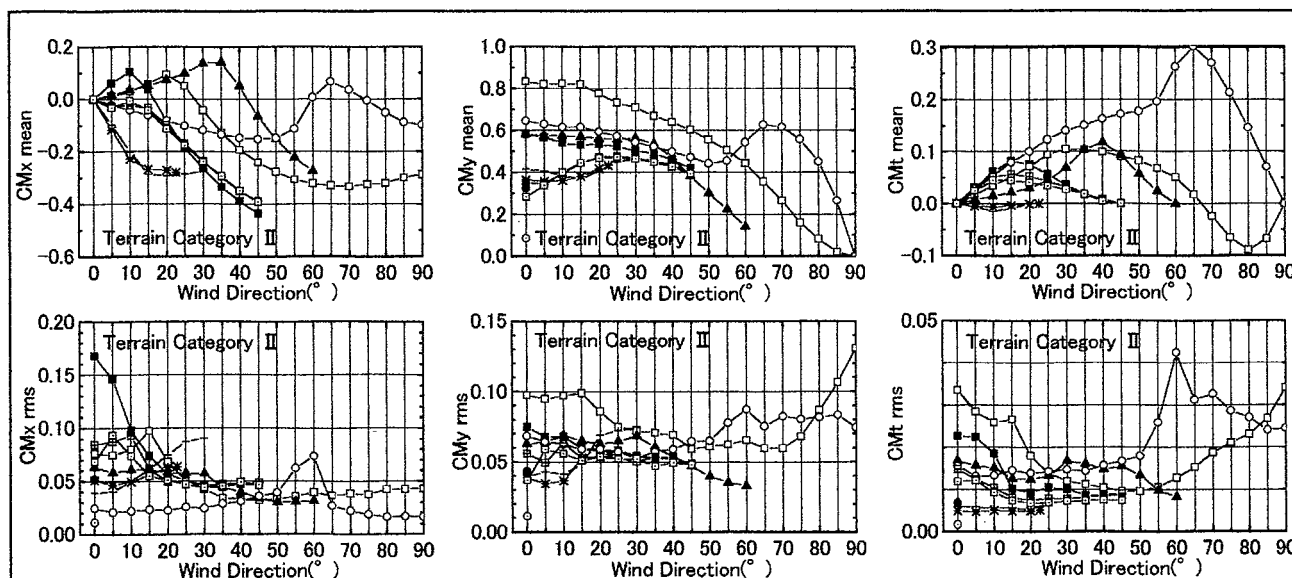 CMx mean
0.2
0.0
-0.2
-0.4
-0.6
Terrain Category Ⅱ
0 10 20 30 40 50 60 70 80 90
Wind Direction(°)
CMy mean
1.0
0.8
0.6
0.4
0.2
0.0
Terrain Category Ⅱ
0 10 20 30 40 50 60 70 80 90
Wind Direction(°)
CMt mean
0.3
0.2
0.1
0.0
-0.1
Terrain Category Ⅱ
0 10 20 30 40 50 60 70 80 90
Wind Direction(°)
CMx rms
0.20
0.15
0.10
0.05
0.00
Terrain Category Ⅱ
0 10 20 30 40 50 60 70 80 90
Wind Direction(°)
CMy rms
0.15
0.10
0.05
0.00
Terrain Category Ⅱ
0 10 20 30 40 50 60 70 80 90
Wind Direction(°)
CMt rms
0.05
0.00
Terrain Category Ⅱ
0 10 20 30 40 50 60 70 80 90
Wind Direction(°)